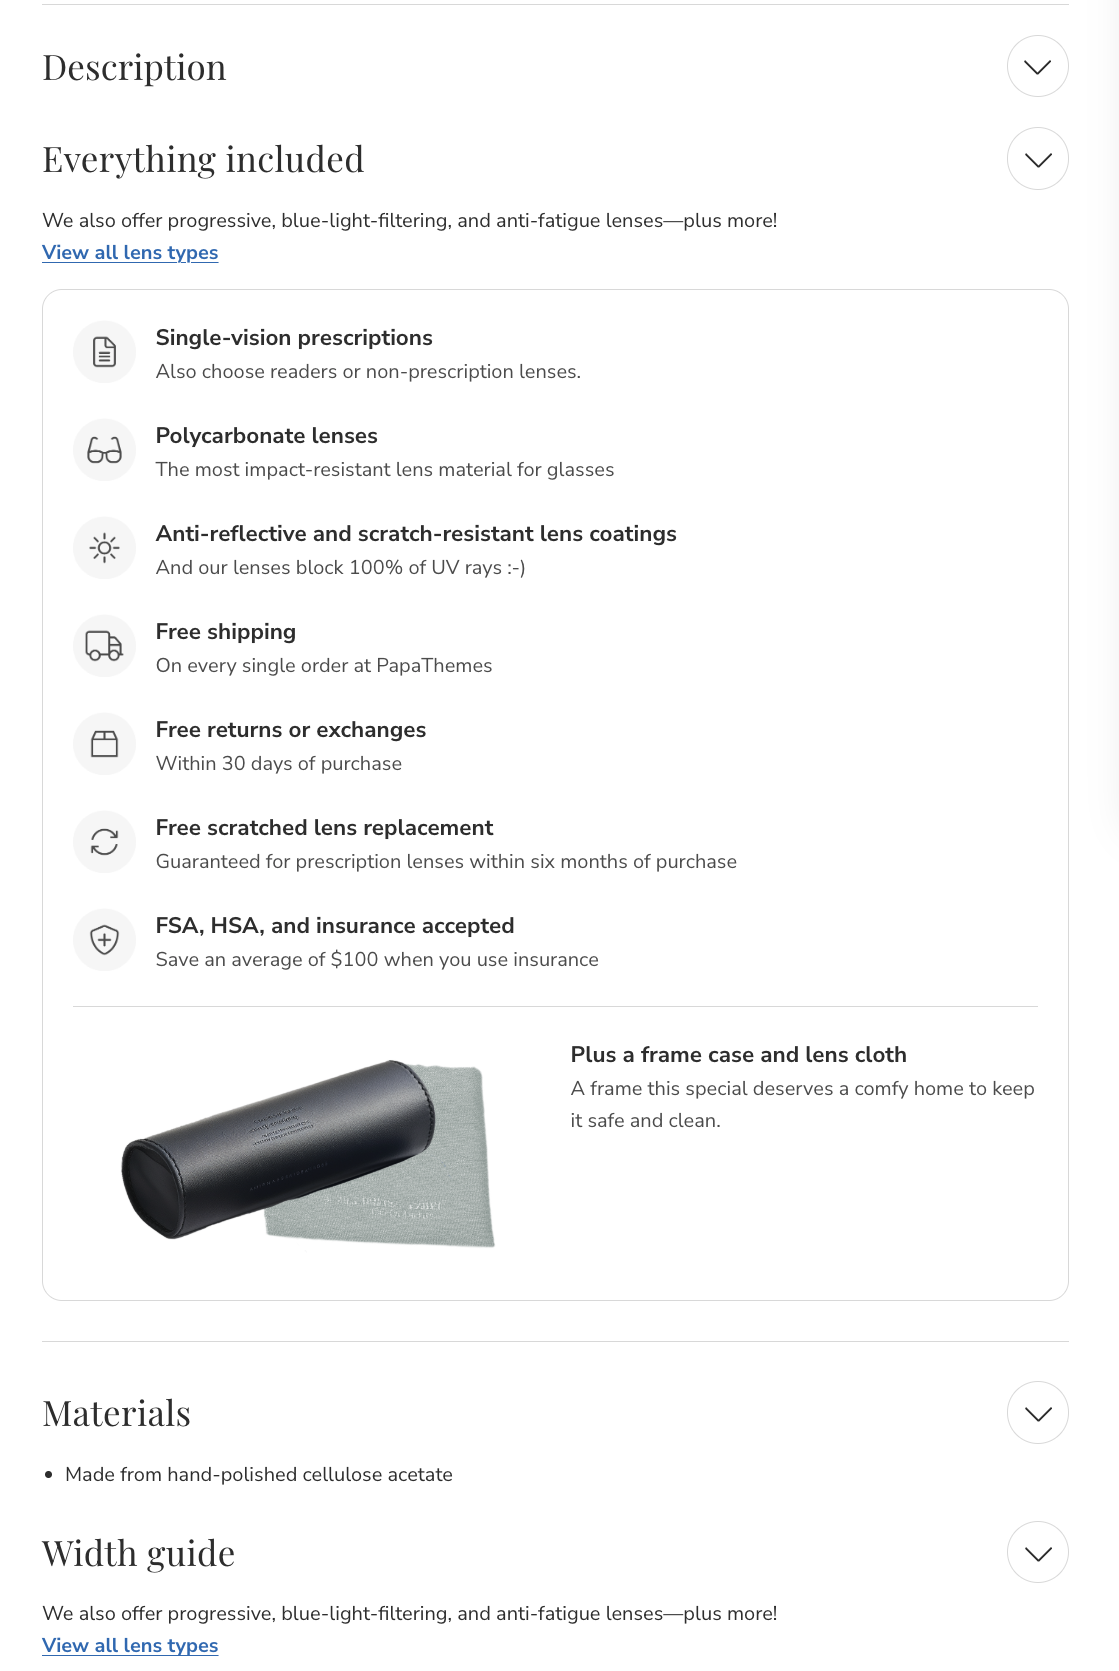 Description
Everything included
We also offer progressive, blue-light-filtering, and anti-fatigue lenses—plus more!
View all lens types
Single-vision prescriptions
Also choose readers or non-prescription lenses.
Polycarbonate lenses
The most impact-resistant lens material for glasses
Anti-reflective and scratch-resistant lens coatings
And our lenses block 100% of UV rays :-)
Free shipping
On every single order at PapaThemes
Free returns or exchanges
Within 30 days of purchase
Free scratched lens replacement
Guaranteed for prescription lenses within six months of purchase
FSA, HSA, and insurance accepted
Save an average of $100 when you use insurance
Plus a frame case and lens cloth
A frame this special deserves a comfy home to keep
it safe and clean.
Materials
• Made from hand-polished cellulose acetate
Width guide
We also offer progressive, blue-light-filtering, and anti-fatigue lenses—plus more!
View all lens types